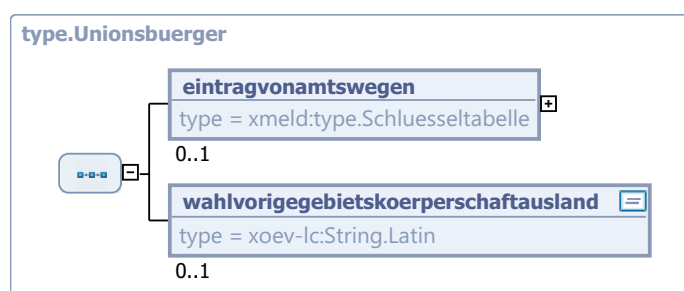 type.Unionsbuerger
eintragvonamtswegen
type = xmeld:type.Schluesseltabelle
0..1
wahlvorigegebietskoerperschaftausland
type = xoev-lc:String.Latin
0..1